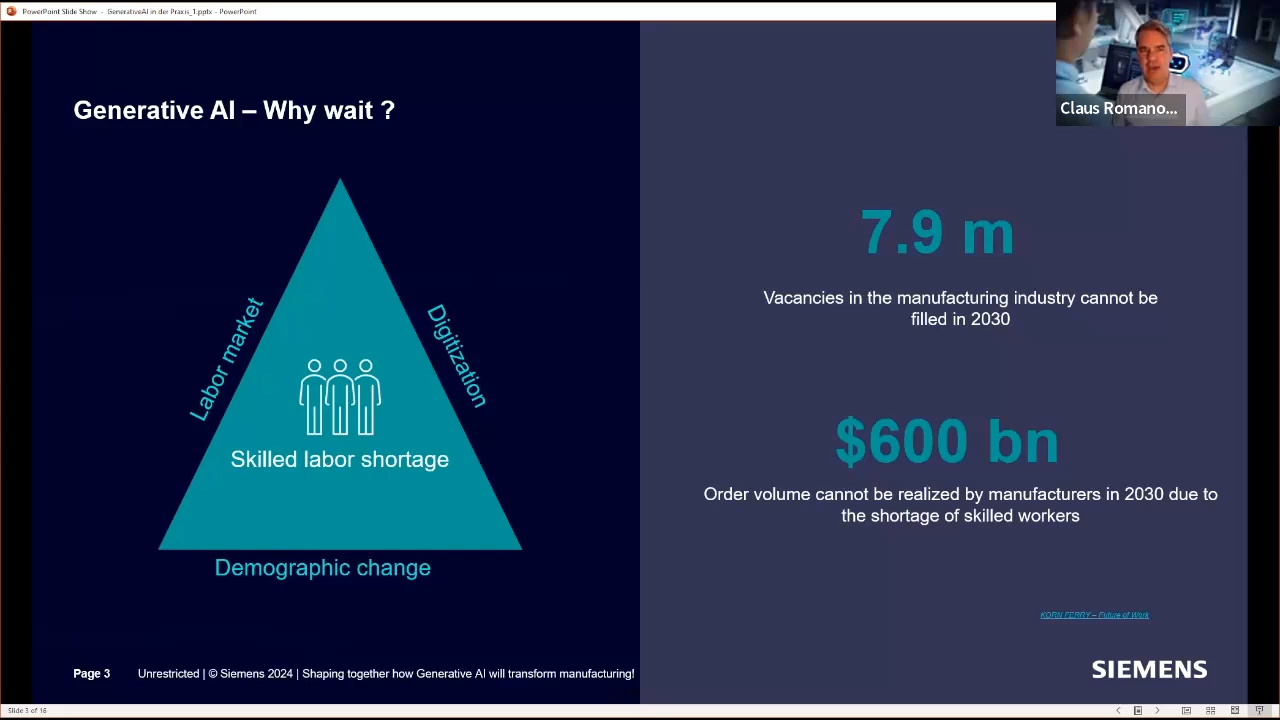 PowerPoint Slide Show - GenerativeAI in der Praxis_1.pptx - PowerPoint
Claus Romano...
Generative AI – Why wait ?
Labor market
Digitization
Skilled labor shortage
Demographic change
7.9 m
Vacancies in the manufacturing industry cannot be
filled in 2030
$600 bn
Order volume cannot be realized by manufacturers in 2030 due to
the shortage of skilled workers
KORN FERRY – Future of Work
Page 3 Unrestricted | © Siemens 2024 | Shaping together how Generative AI will transform manufacturing!
SIEMENS
Slide 3 of 16